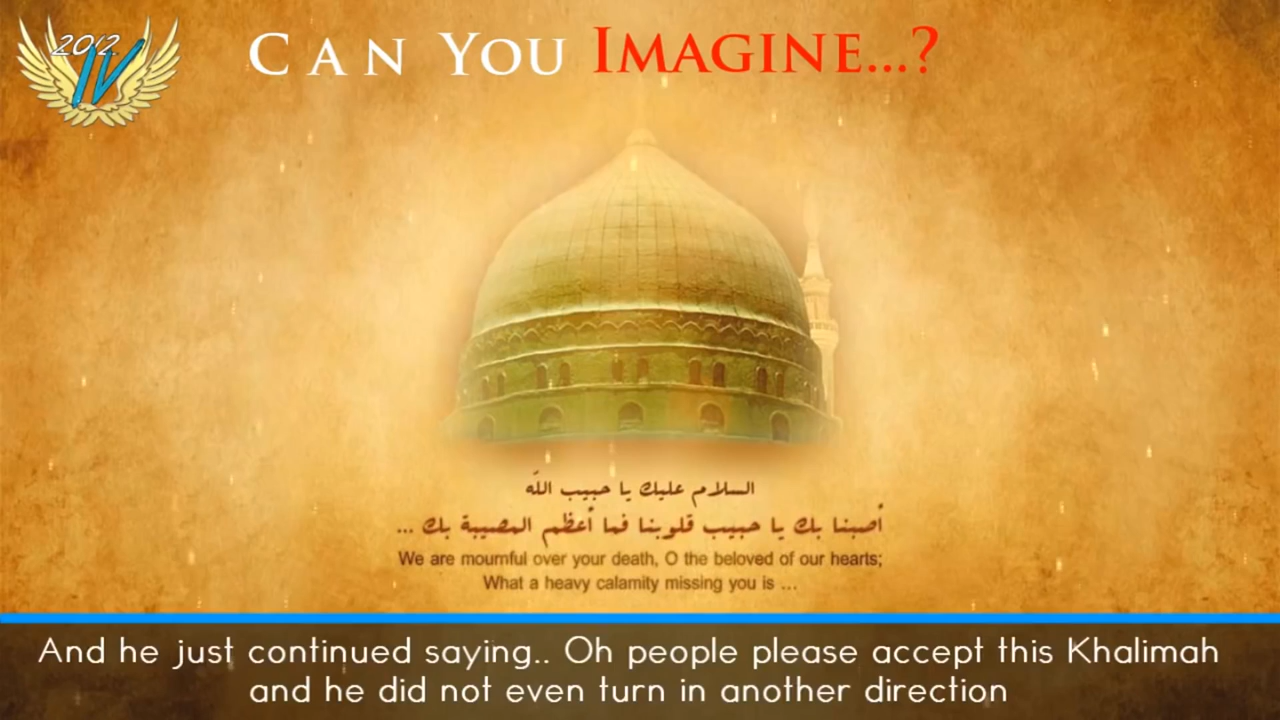 2012
IV
CAN YOU IMAGINE...?
السلام عليك يا حبيب الله
أصبنا بك يا حبيب قلوبنا فما أعظم المصيبة بك ...
We are mournful over your death, O the beloved of our hearts;
What a heavy calamity missing you is ...
And he just continued saying.. Oh people please accept this Khalimah
and he did not even turn in another direction